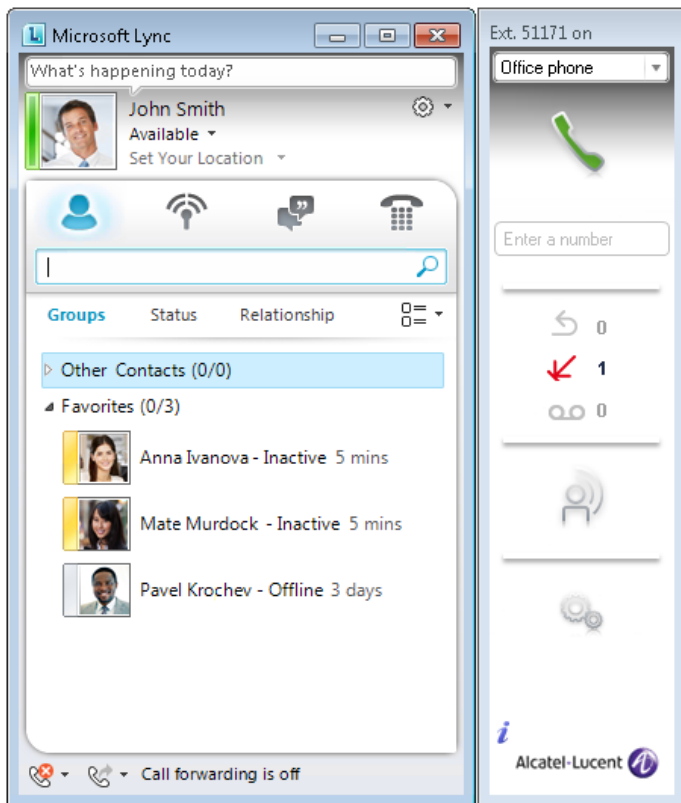 Microsoft Lync
What's happening today?
John Smith
Available
Set Your Location
Groups Status Relationship
Other Contacts (0/0)
Favorites (0/3)
Anna Ivanova - Inactive 5 mins
Mate Murdock - Inactive 5 mins
Pavel Krochev - Offline 3 days
Call forwarding is off
Ext. 51171 on
Office phone
Enter a number
0
1
0
i
Alcatel·Lucent